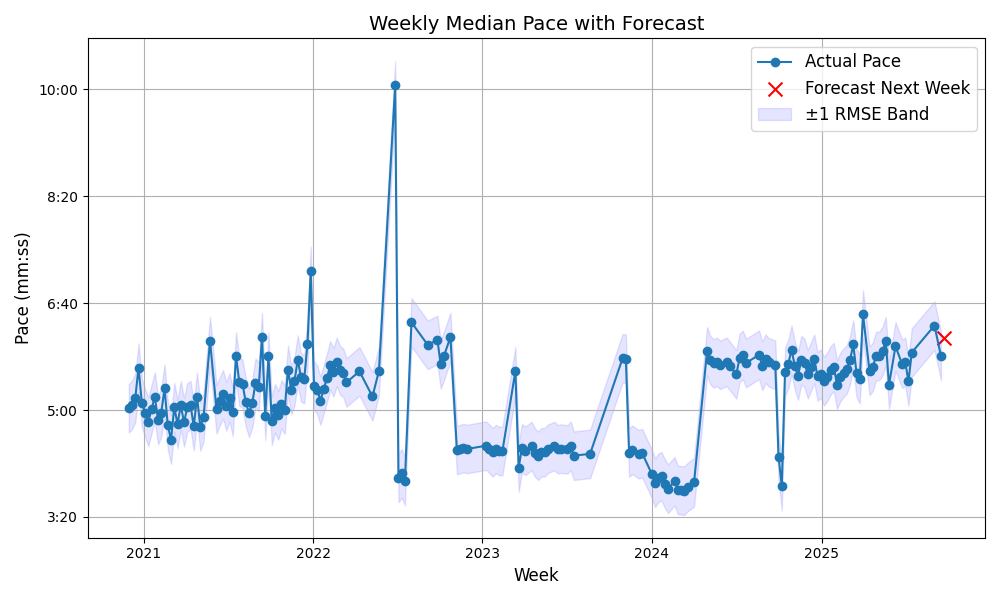 Weekly Median Pace with Forecast
Actual Pace
Forecast Next Week
±1 RMSE Band
Pace (mm:ss)
10:00
8:20
6:40
5:00
3:20
2021
2022
2023
2024
2025
Week